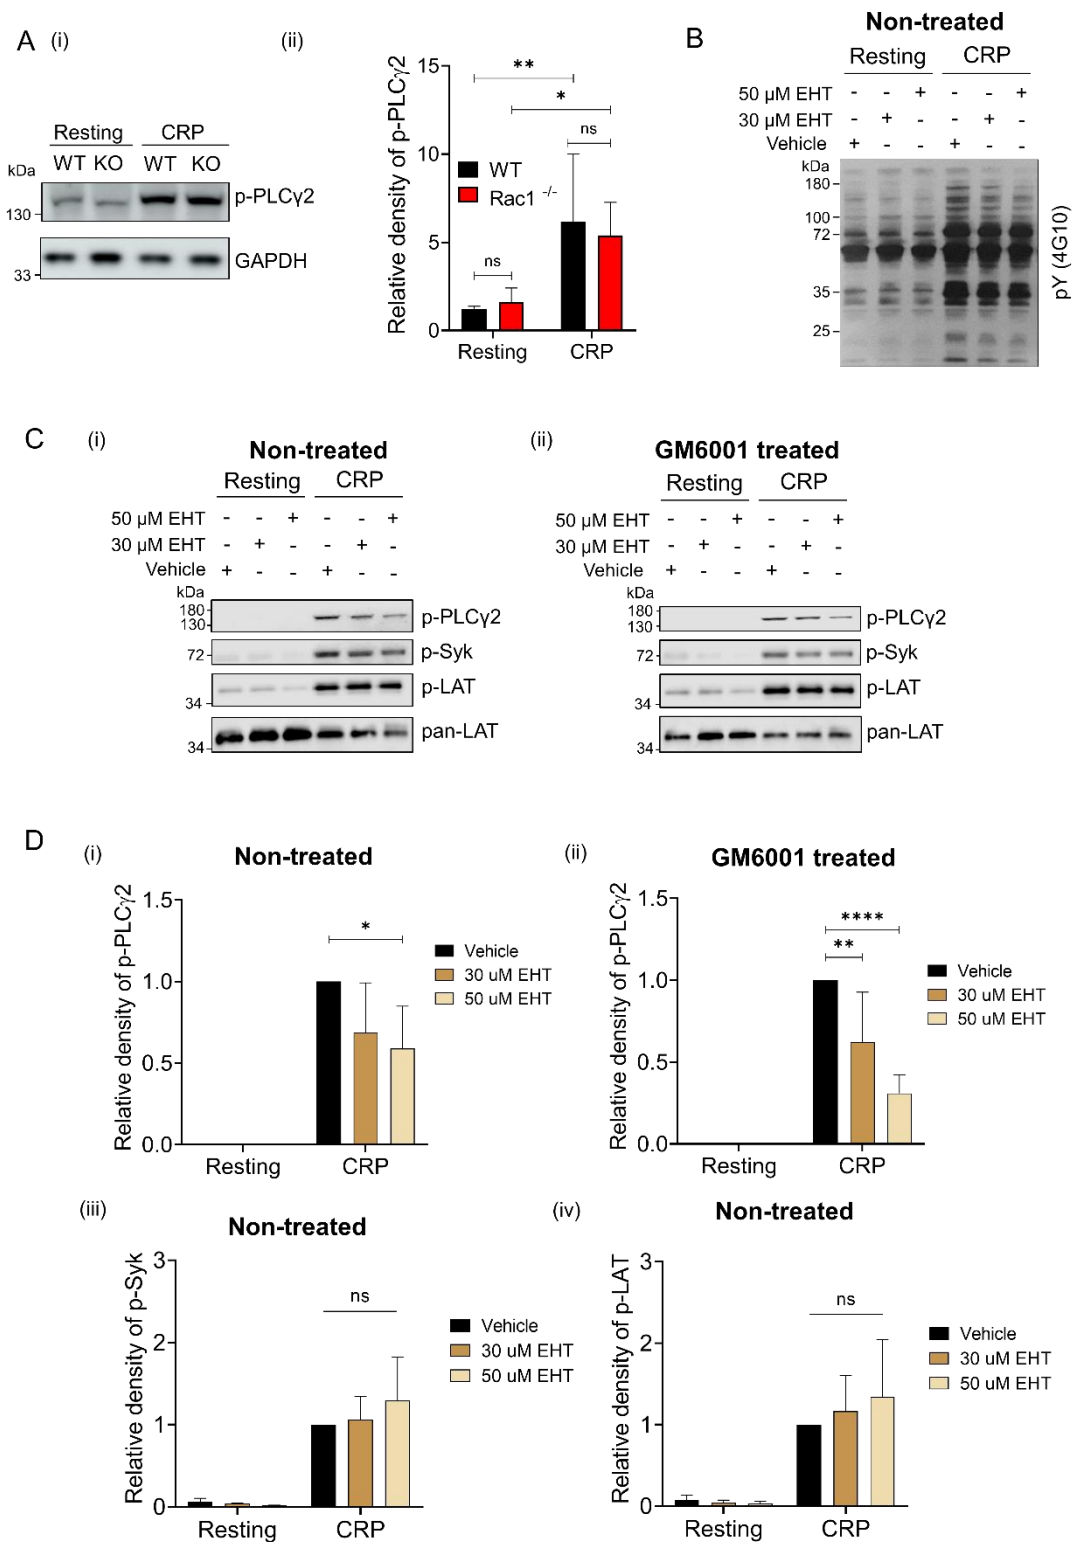 A (i)
Resting CRP
WT KO WT KO
kDa
130
p-PLCγ2
33
GAPDH
(ii)
Relative density of p-PLCγ2
15
10
5
0
**
*
ns
ns
WT
Rac1 -/-
Resting CRP
B
Non-treated
Resting CRP
50 µM EHT - - + - - +
30 µM EHT - + - - + -
Vehicle + - - + - -
kDa
180
100
72
35
25
pY (4G10)
C (i)
Non-treated
Resting CRP
50 µM EHT - - + - - +
30 µM EHT - + - - + -
Vehicle + - - + - -
kDa
180
130
p-PLCγ2
72
p-Syk
34
p-LAT
34
pan-LAT
(ii)
GM6001 treated
Resting CRP
50 µM EHT - - + - - +
30 µM EHT - + - - + -
Vehicle + - - + - -
kDa
180
130
p-PLCγ2
72
p-Syk
34
p-LAT
34
pan-LAT
D
(i)
Non-treated
Relative density of p-PLCγ2
1.5
1.0
0.5
0.0
*
Vehicle
30 uM EHT
50 uM EHT
Resting CRP
(ii)
GM6001 treated
Relative density of p-PLCγ2
1.5
1.0
0.5
0.0
****
**
Vehicle
30 uM EHT
50 uM EHT
Resting CRP
(iii)
Non-treated
Relative density of p-Syk
3
2
1
0
ns
Vehicle
30 uM EHT
50 uM EHT
Resting CRP
(iv)
Non-treated
Relative density of p-LAT
3
2
1
0
ns
Vehicle
30 uM EHT
50 uM EHT
Resting CRP